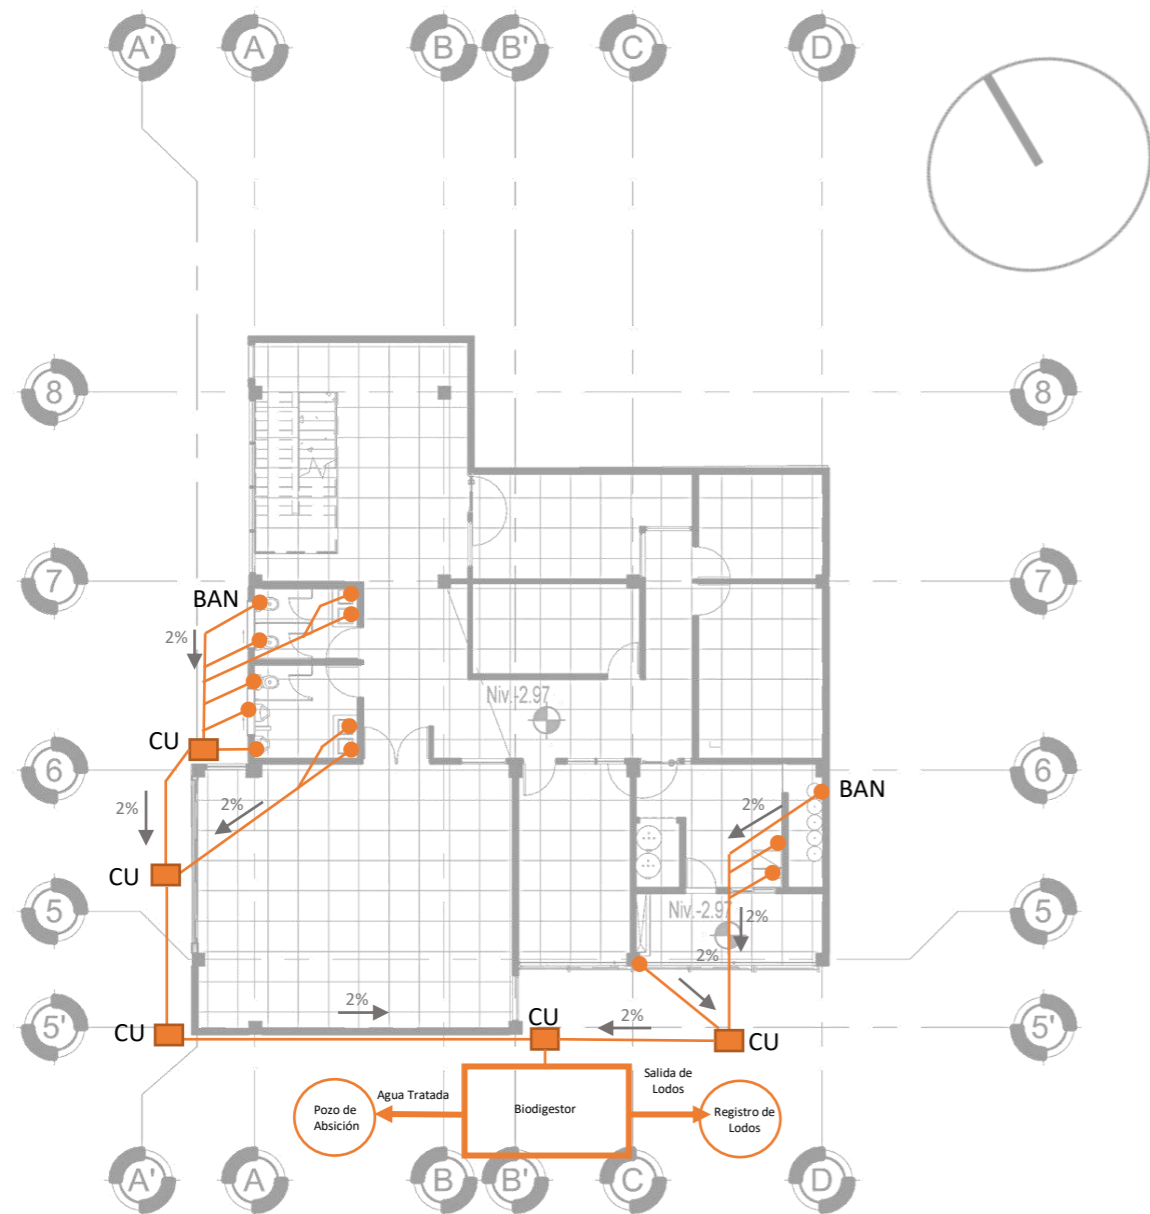 A'
A
B
B'
C
D
8
8
7
7
BAN
2%
Niv.-2.97
CU
6
6
2%
2%
2%
BAN
CU
5
5
Niv.-2.97
2%
2%
2%
2%
5'
5'
CU
CU
CU
Salida de
Lodos
Agua Tratada
Pozo de
Absición
Biodigestor
Registro de
Lodos
A'
A
B
B'
C
D